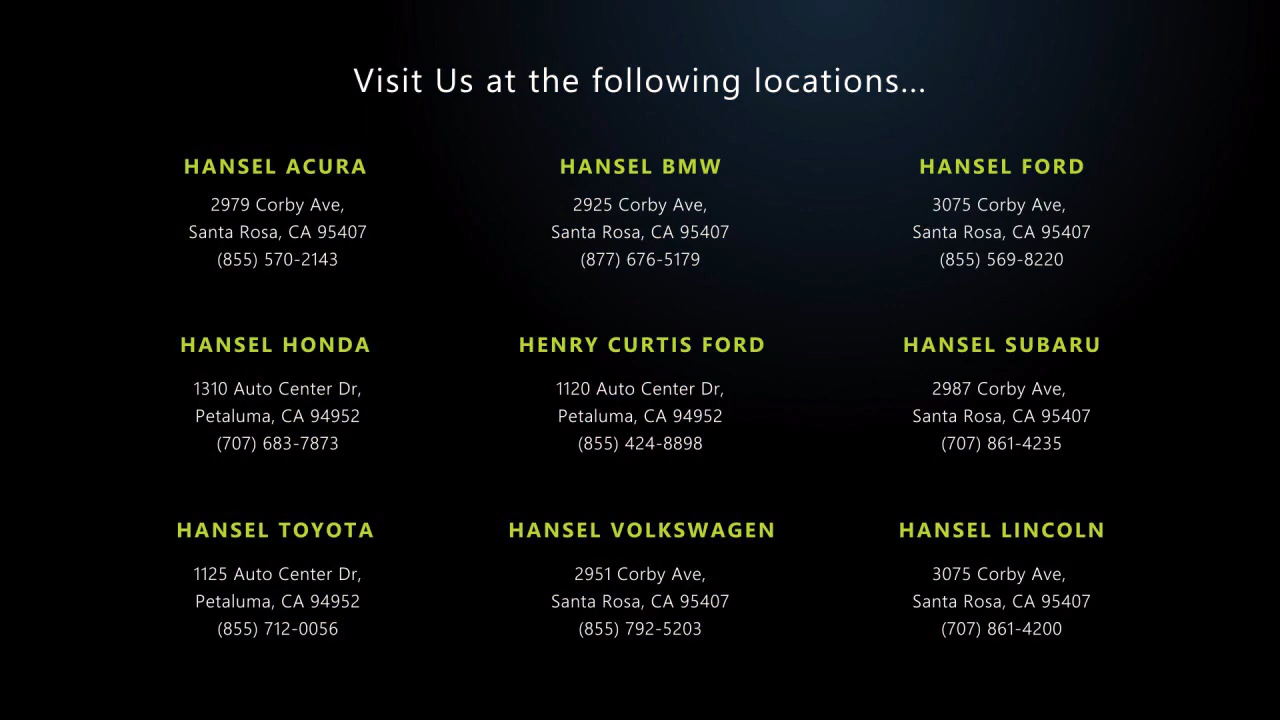 Visit Us at the following locations...
HANSEL ACURA
2979 Corby Ave,
Santa Rosa, CA 95407
(855) 570-2143
HANSEL BMW
2925 Corby Ave,
Santa Rosa, CA 95407
(877) 676-5179
HANSEL FORD
3075 Corby Ave,
Santa Rosa, CA 95407
(855) 569-8220
HANSEL HONDA
1310 Auto Center Dr,
Petaluma, CA 94952
(707) 683-7873
HENRY CURTIS FORD
1120 Auto Center Dr,
Petaluma, CA 94952
(855) 424-8898
HANSEL SUBARU
2987 Corby Ave,
Santa Rosa, CA 95407
(707) 861-4235
HANSEL TOYOTA
1125 Auto Center Dr,
Petaluma, CA 94952
(855) 712-0056
HANSEL VOLKSWAGEN
2951 Corby Ave,
Santa Rosa, CA 95407
(855) 792-5203
HANSEL LINCOLN
3075 Corby Ave,
Santa Rosa, CA 95407
(707) 861-4200